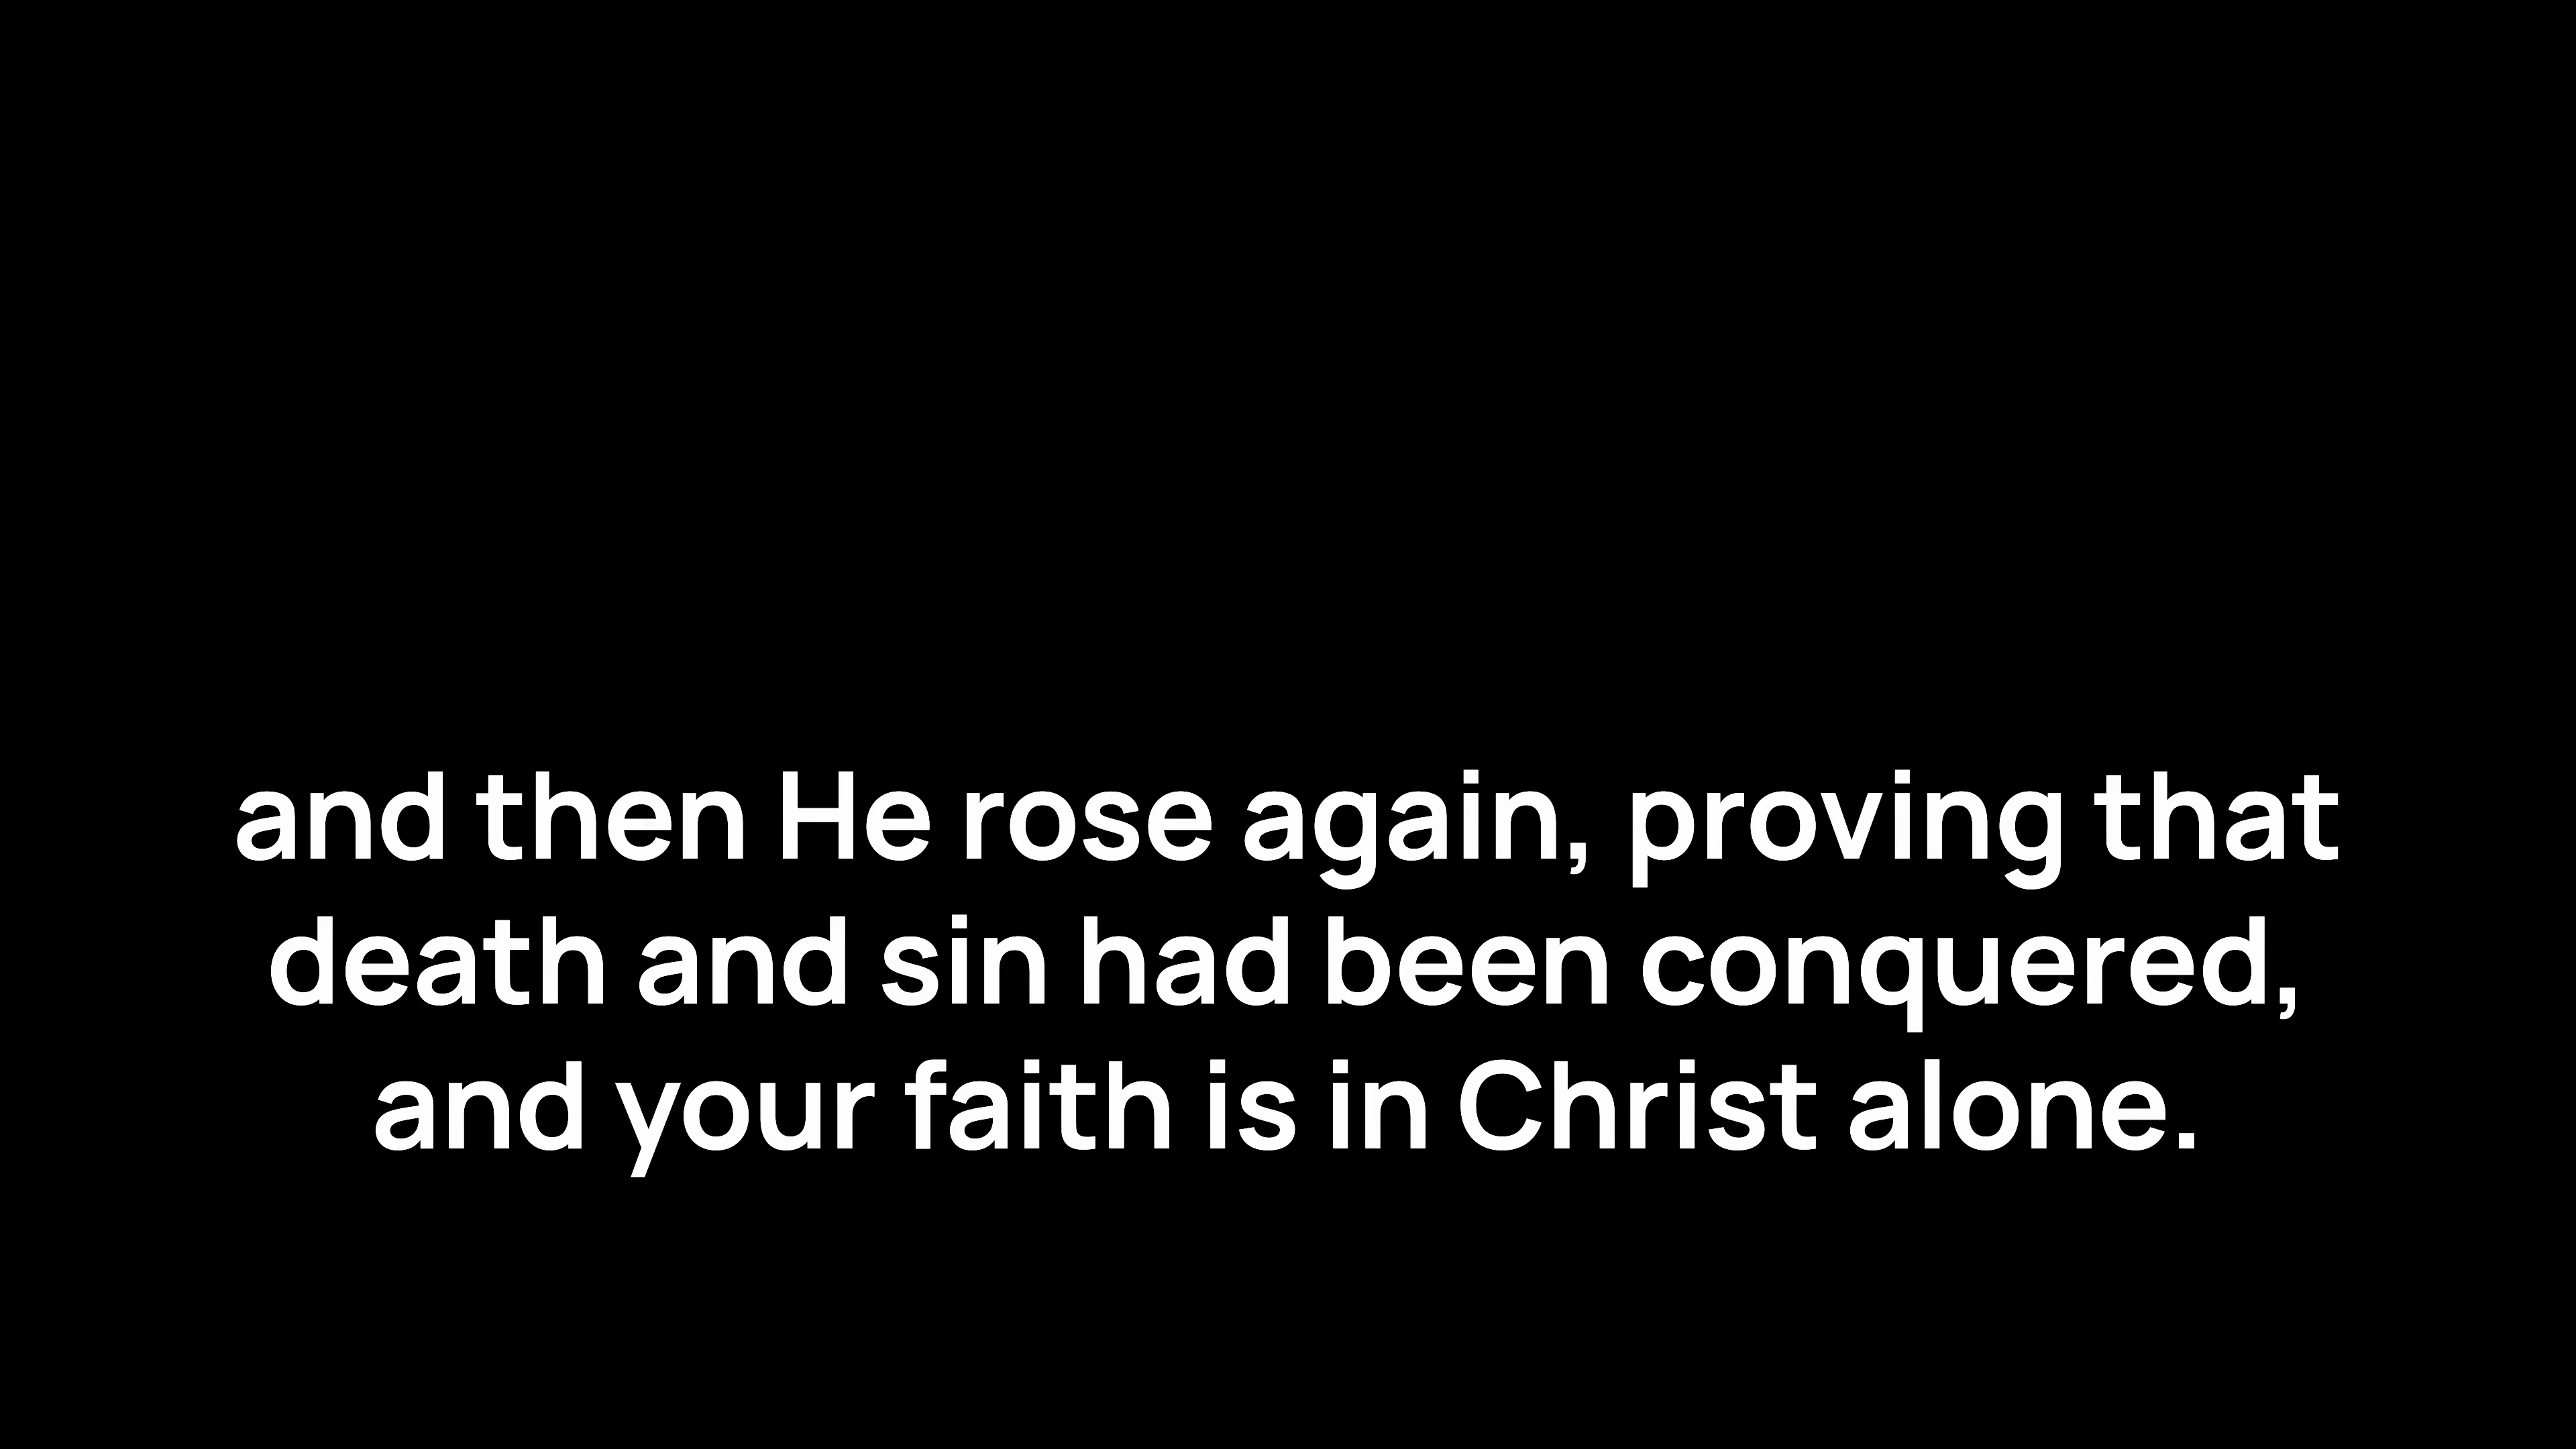 and then He rose again, proving that
death and sin had been conquered,
and your faith is in Christ alone.